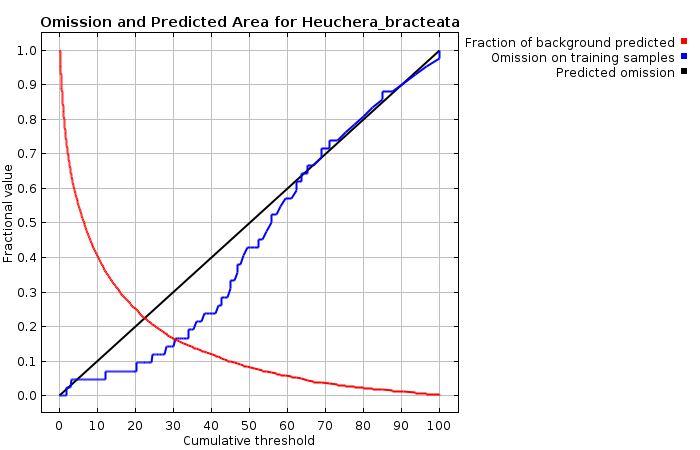 Omission and Predicted Area for Heuchera_bracteata
Fraction of background predicted
Omission on training samples
Predicted omission
Fractional value
1.0
0.9
0.8
0.7
0.6
0.5
0.4
0.3
0.2
0.1
0.0
0 10 20 30 40 50 60 70 80 90 100
Cumulative threshold